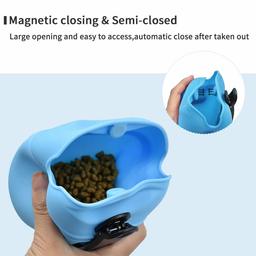 Magnetic closing & Semi-closed
Large opening and easy to access,automatic close after taken out